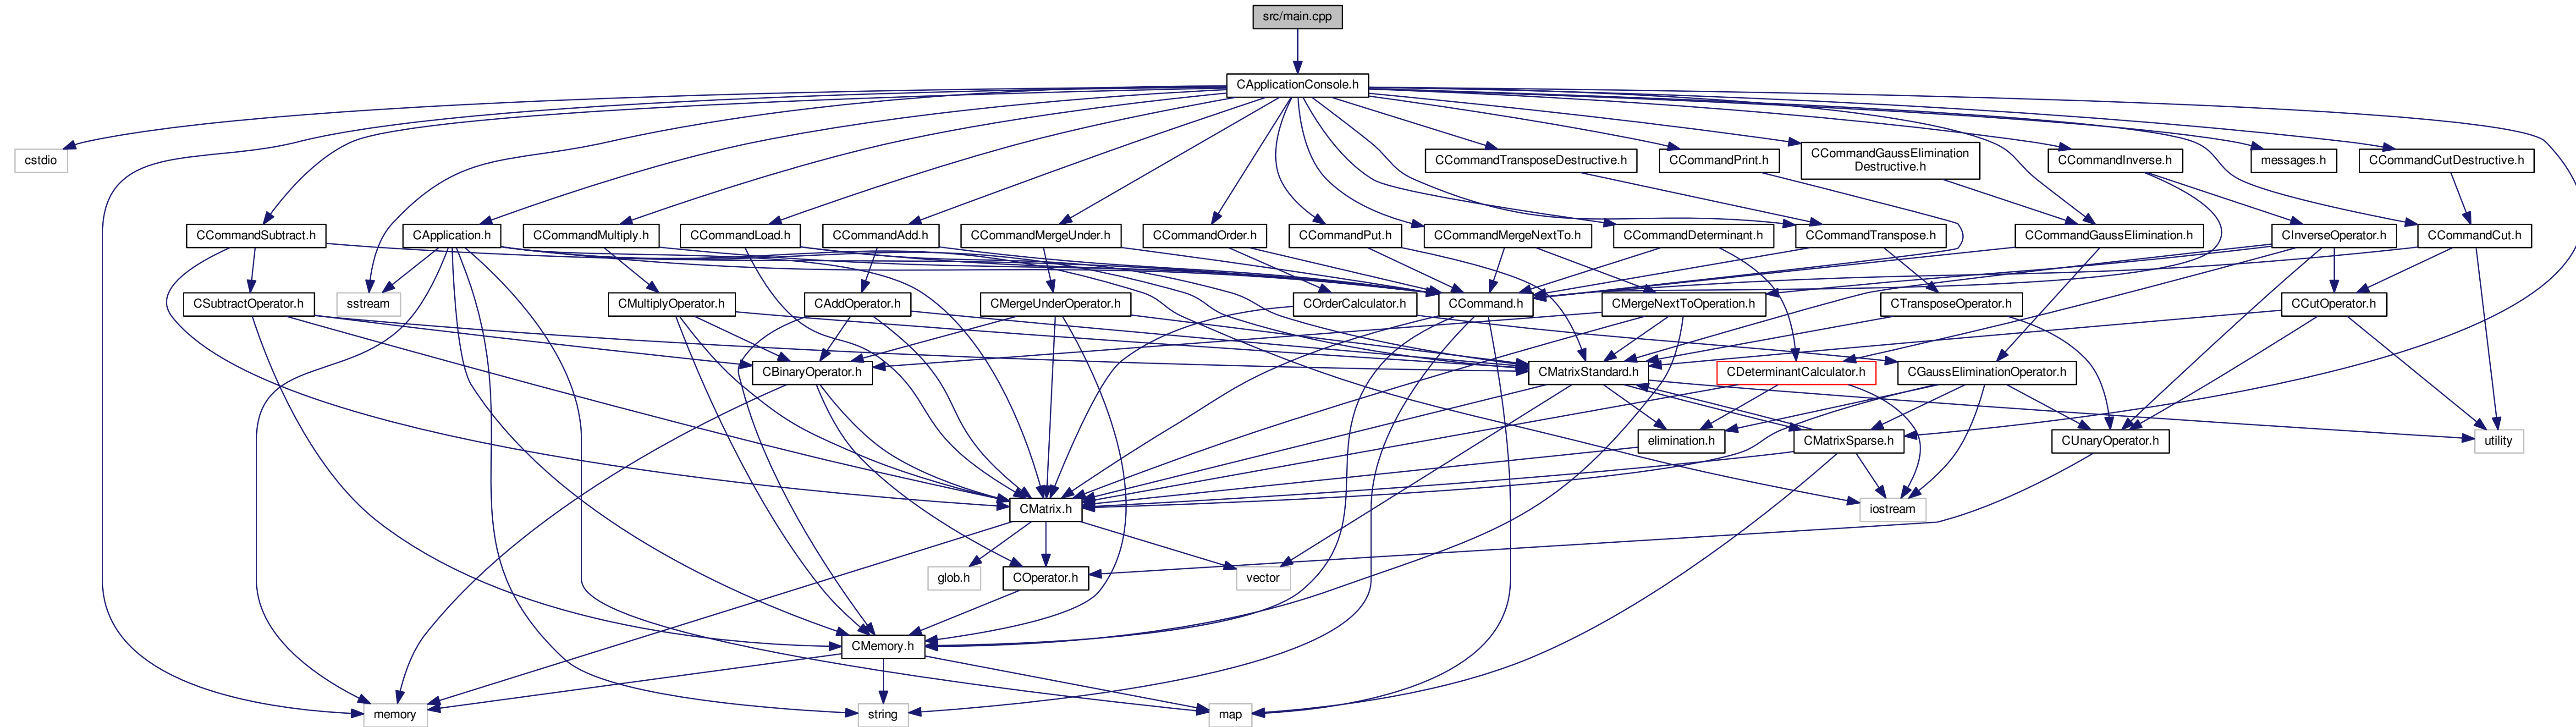 src/main.cpp
CApplicationConsole.h
cstdio
CCommandTransposeDestructive.h
CCommandPrint.h
CCommandGaussElimination
Destructive.h
CCommandInverse.h
messages.h
CCommandCutDestructive.h
CCommandSubtract.h
CApplication.h
CCommandMultiply.h
CCommandLoad.h
CCommandAdd.h
CCommandMergeUnder.h
CCommandOrder.h
CCommandPut.h
CCommandMergeNextTo.h
CCommandDeterminant.h
CCommandTranspose.h
CCommandGaussElimination.h
CInverseOperator.h
CCommandCut.h
CSubtractOperator.h
sstream
CMultiplyOperator.h
CAddOperator.h
CMergeUnderOperator.h
COrderCalculator.h
CCommand.h
CMergeNextToOperation.h
CTransposeOperator.h
CCutOperator.h
CBinaryOperator.h
CMatrixStandard.h
CDeterminantCalculator.h
CGaussEliminationOperator.h
elimination.h
CMatrixSparse.h
CUnaryOperator.h
utility
CMatrix.h
iostream
glob.h
COperator.h
vector
CMemory.h
memory
string
map